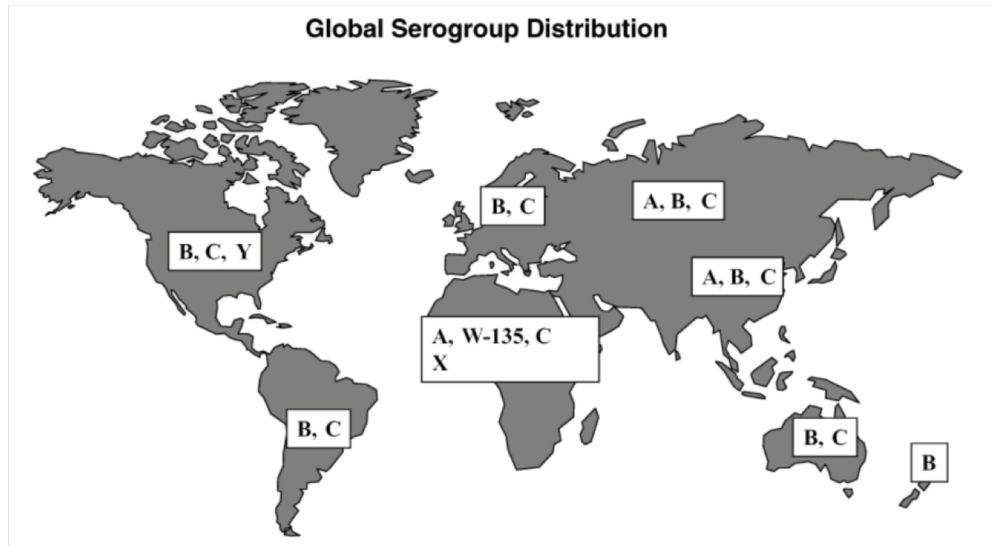 Global Serogroup Distribution
B, C
A, B, C
B, C, Y
A, B, C
A, W-135, C
X
B, C
B, C
B